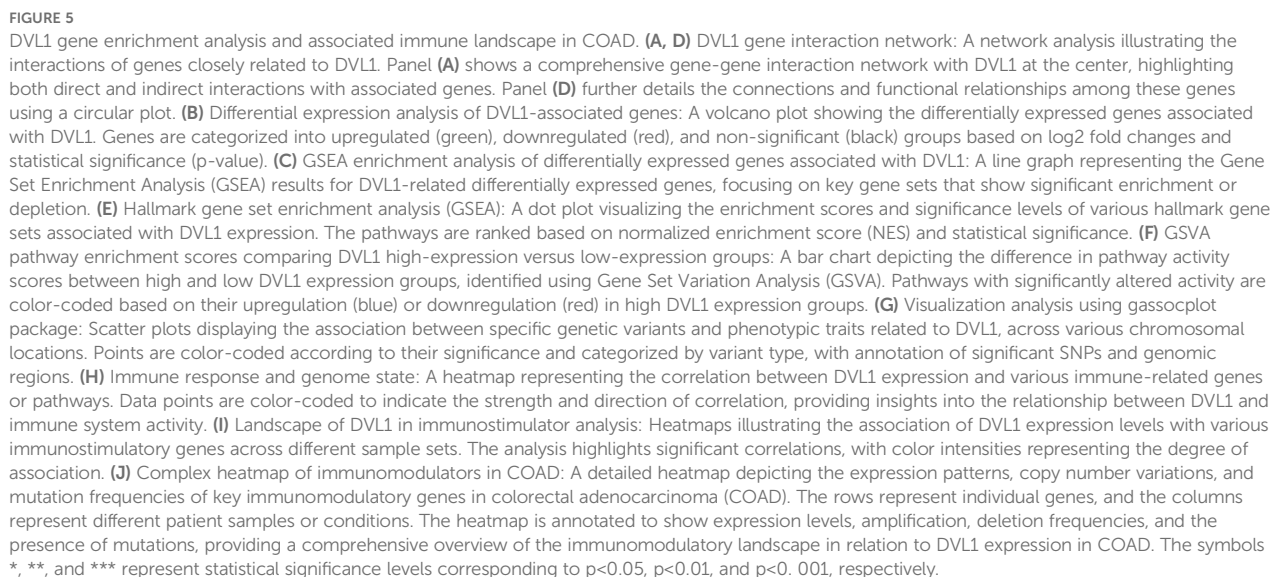 FIGURE 5
DVL1 gene enrichment analysis and associated immune landscape in COAD. (A, D) DVL1 gene interaction network: A network analysis illustrating the
interactions of genes closely related to DVL1. Panel (A) shows a comprehensive gene-gene interaction network with DVL1 at the center, highlighting
both direct and indirect interactions with associated genes. Panel (D) further details the connections and functional relationships among these genes
using a circular plot. (B) Differential expression analysis of DVL1-associated genes: A volcano plot showing the differentially expressed genes associated
with DVL1. Genes are categorized into upregulated (green), downregulated (red), and non-significant (black) groups based on log2 fold changes and
statistical significance (p-value). (C) GSEA enrichment analysis of differentially expressed genes associated with DVL1: A line graph representing the Gene
Set Enrichment Analysis (GSEA) results for DVL1-related differentially expressed genes, focusing on key gene sets that show significant enrichment or
depletion. (E) Hallmark gene set enrichment analysis (GSEA): A dot plot visualizing the enrichment scores and significance levels of various hallmark gene
sets associated with DVL1 expression. The pathways are ranked based on normalized enrichment score (NES) and statistical significance. (F) GSVA
pathway enrichment scores comparing DVL1 high-expression versus low-expression groups: A bar chart depicting the difference in pathway activity
scores between high and low DVL1 expression groups, identified using Gene Set Variation Analysis (GSVA). Pathways with significantly altered activity are
color-coded based on their upregulation (blue) or downregulation (red) in high DVL1 expression groups. (G) Visualization analysis using gassocplot
package: Scatter plots displaying the association between specific genetic variants and phenotypic traits related to DVL1, across various chromosomal
locations. Points are color-coded according to their significance and categorized by variant type, with annotation of significant SNPs and genomic
regions. (H) Immune response and genome state: A heatmap representing the correlation between DVL1 expression and various immune-related genes
or pathways. Data points are color-coded to indicate the strength and direction of correlation, providing insights into the relationship between DVL1 and
immune system activity. (I) Landscape of DVL1 in immunostimulator analysis: Heatmaps illustrating the association of DVL1 expression levels with various
immunostimulatory genes across different sample sets. The analysis highlights significant correlations, with color intensities representing the degree of
association. (J) Complex heatmap of immunomodulators in COAD: A detailed heatmap depicting the expression patterns, copy number variations, and
mutation frequencies of key immunomodulatory genes in colorectal adenocarcinoma (COAD). The rows represent individual genes, and the columns
represent different patient samples or conditions. The heatmap is annotated to show expression levels, amplification, deletion frequencies, and the
presence of mutations, providing a comprehensive overview of the immunomodulatory landscape in relation to DVL1 expression in COAD. The symbols
*, **, and *** represent statistical significance levels corresponding to p<0.05, p<0.01, and p<0. 001, respectively.